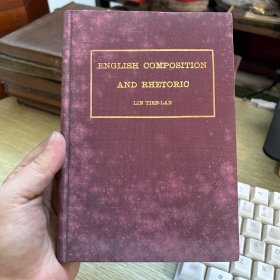 ENGLISH COMPOSITION
AND RHETORIC
LIN TIEN-LAN